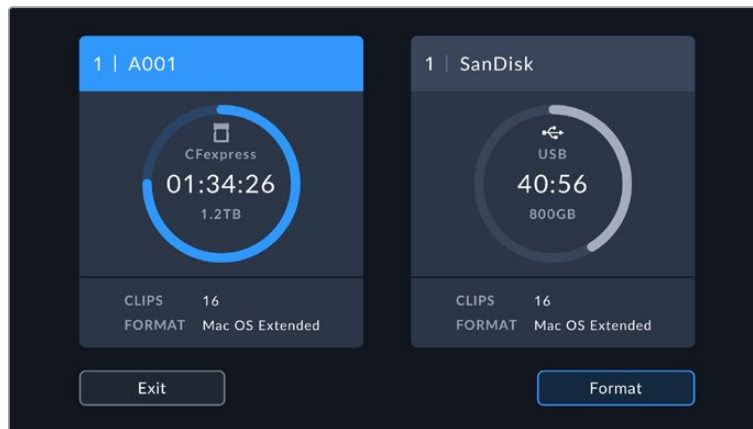 1 | A001
CFexpress
01:34:26
1.2TB
CLIPS 16
FORMAT Mac OS Extended
1 | SanDisk
USB
40:56
800GB
CLIPS 16
FORMAT Mac OS Extended
Exit
Format